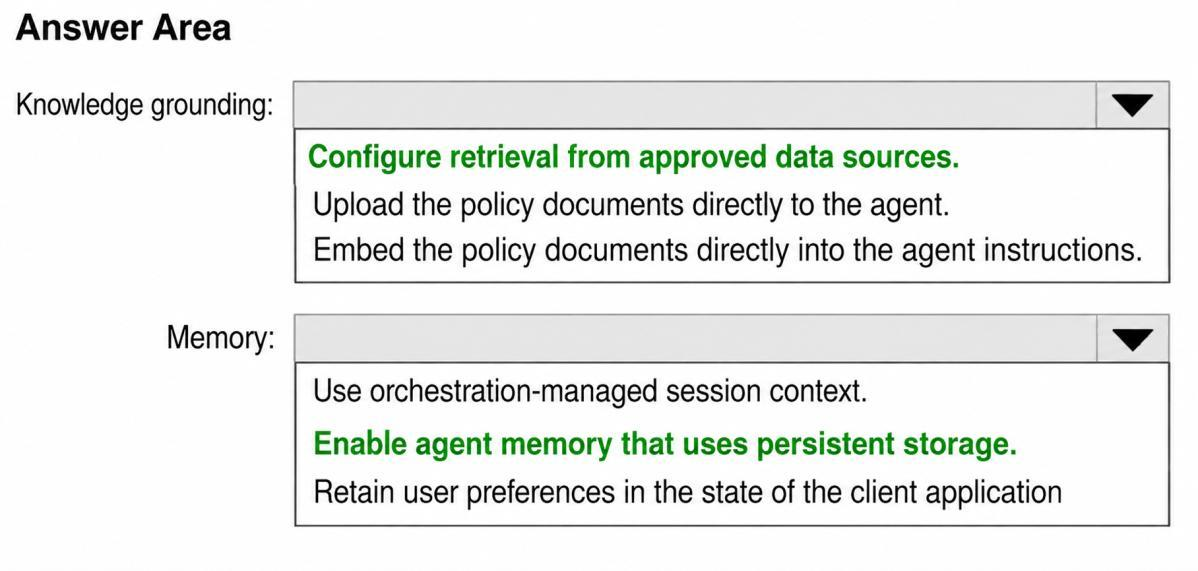 Answer Area
Knowledge grounding:
Configure retrieval from approved data sources.
Upload the policy documents directly to the agent.
Embed the policy documents directly into the agent instructions.
Memory:
Use orchestration-managed session context.
Enable agent memory that uses persistent storage.
Retain user preferences in the state of the client application